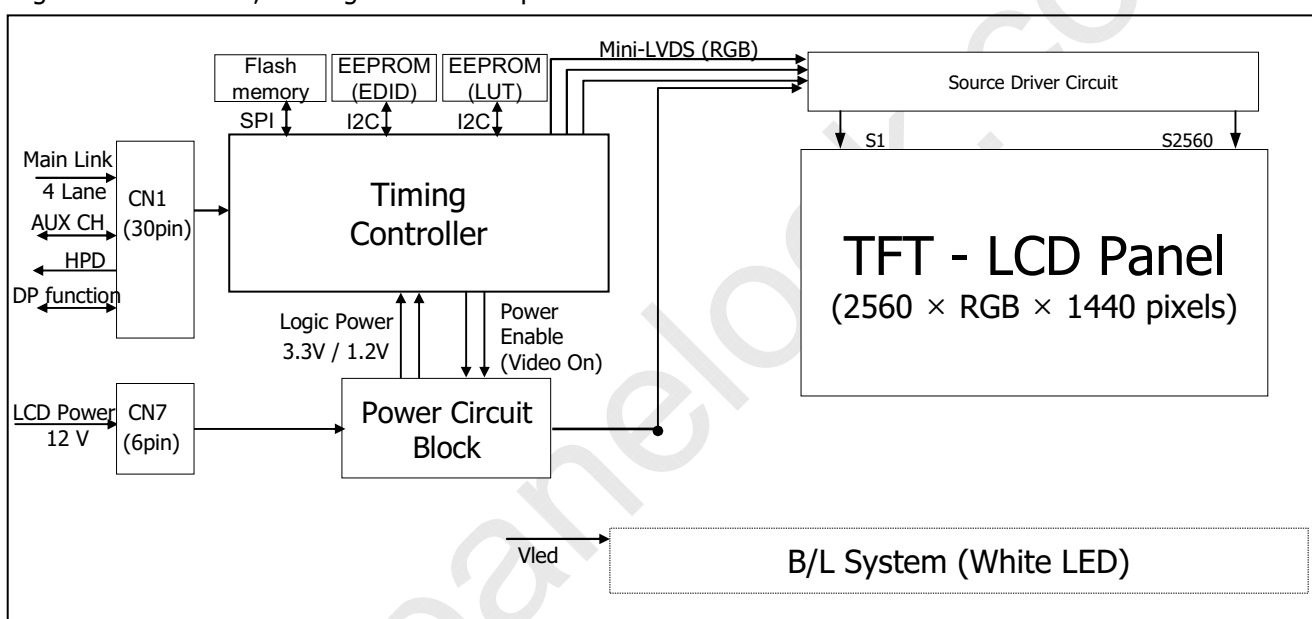 Mini-LVDS (RGB)
Flash
memory
EEPROM
(EDID)
EEPROM
(LUT)
Source Driver Circuit
SPI
I2C
I2C
S1
S2560
Main Link
4 Lane
AUX CH
HPD
DP function
CN1
(30pin)
Timing
Controller
TFT - LCD Panel
(2560 × RGB × 1440 pixels)
Logic Power
3.3V / 1.2V
Power
Enable
(Video On)
LCD Power
12 V
CN7
(6pin)
Power Circuit
Block
Vled
B/L System (White LED)